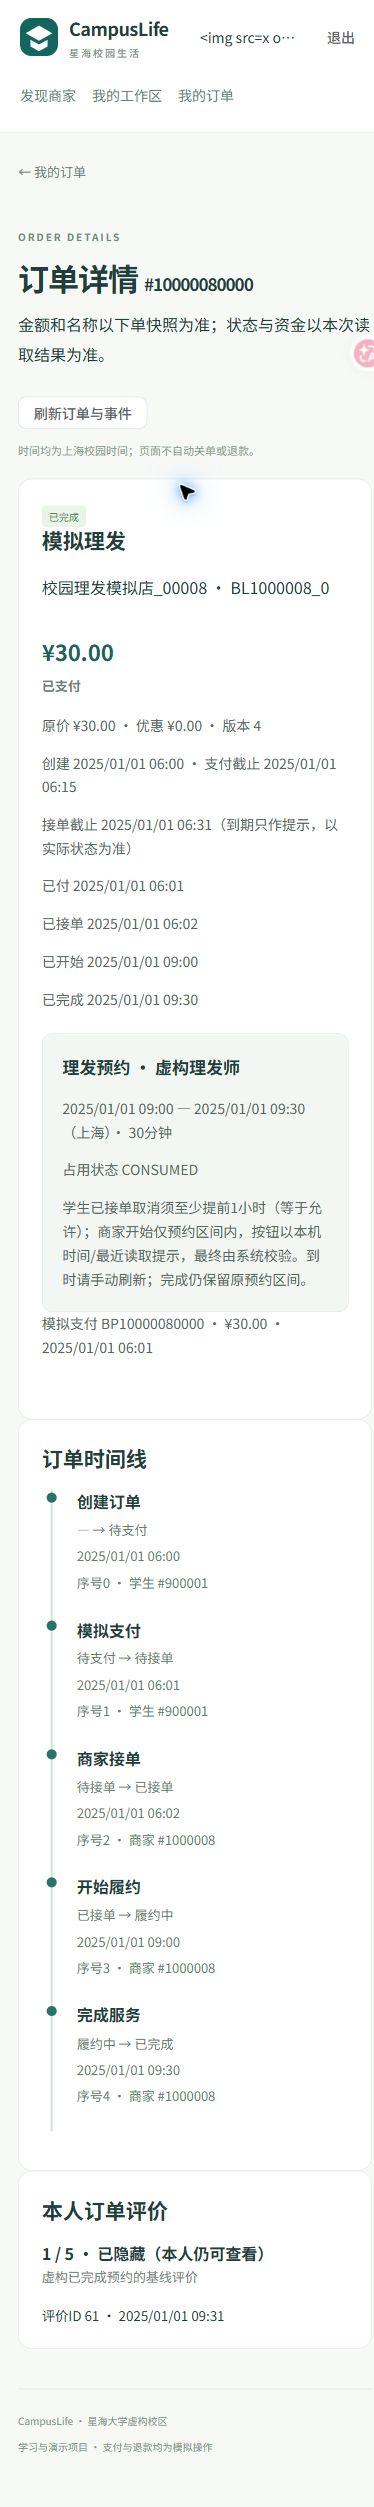 CampusLife
星海校园生活
<img src=x o…
退出
发现商家 我的工作区 我的订单
← 我的订单
ORDER DETAILS
订单详情 #10000080000
金额和名称以下单快照为准；状态与资金以本次读
取结果为准。
刷新订单与事件
时间均为上海校园时间；页面不自动关单或退款。
已完成
模拟理发
校园理发模拟店_00008 · BL1000008_0
¥30.00
已支付
原价 ¥30.00 · 优惠 ¥0.00 · 版本 4
创建 2025/01/01 06:00 · 支付截止 2025/01/01
06:15
接单截止 2025/01/01 06:31（到期只作提示，以
实际状态为准）
已付 2025/01/01 06:01
已接单 2025/01/01 06:02
已开始 2025/01/01 09:00
已完成 2025/01/01 09:30
理发预约 · 虚构理发师
2025/01/01 09:00 — 2025/01/01 09:30
（上海） · 30分钟
占用状态 CONSUMED
学生已接单取消须至少提前1小时（等于允
许）；商家开始仅预约区间内，按钮以本机
时间/最近读取提示，最终由系统校验。到
时请手动刷新；完成仍保留原预约区间。
模拟支付 BP10000080000 · ¥30.00 ·
2025/01/01 06:01
订单时间线
创建订单
— → 待支付
2025/01/01 06:00
序号0 · 学生 #900001
模拟支付
待支付 → 待接单
2025/01/01 06:01
序号1 · 学生 #900001
商家接单
待接单 → 已接单
2025/01/01 06:02
序号2 · 商家 #1000008
开始履约
已接单 → 履约中
2025/01/01 09:00
序号3 · 商家 #1000008
完成服务
履约中 → 已完成
2025/01/01 09:30
序号4 · 商家 #1000008
本人订单评价
1 / 5 · 已隐藏（本人仍可查看）
虚构已完成预约的基线评价
评价ID 61 · 2025/01/01 09:31
CampusLife · 星海大学虚构校区
学习与演示项目 · 支付与退款均为模拟操作